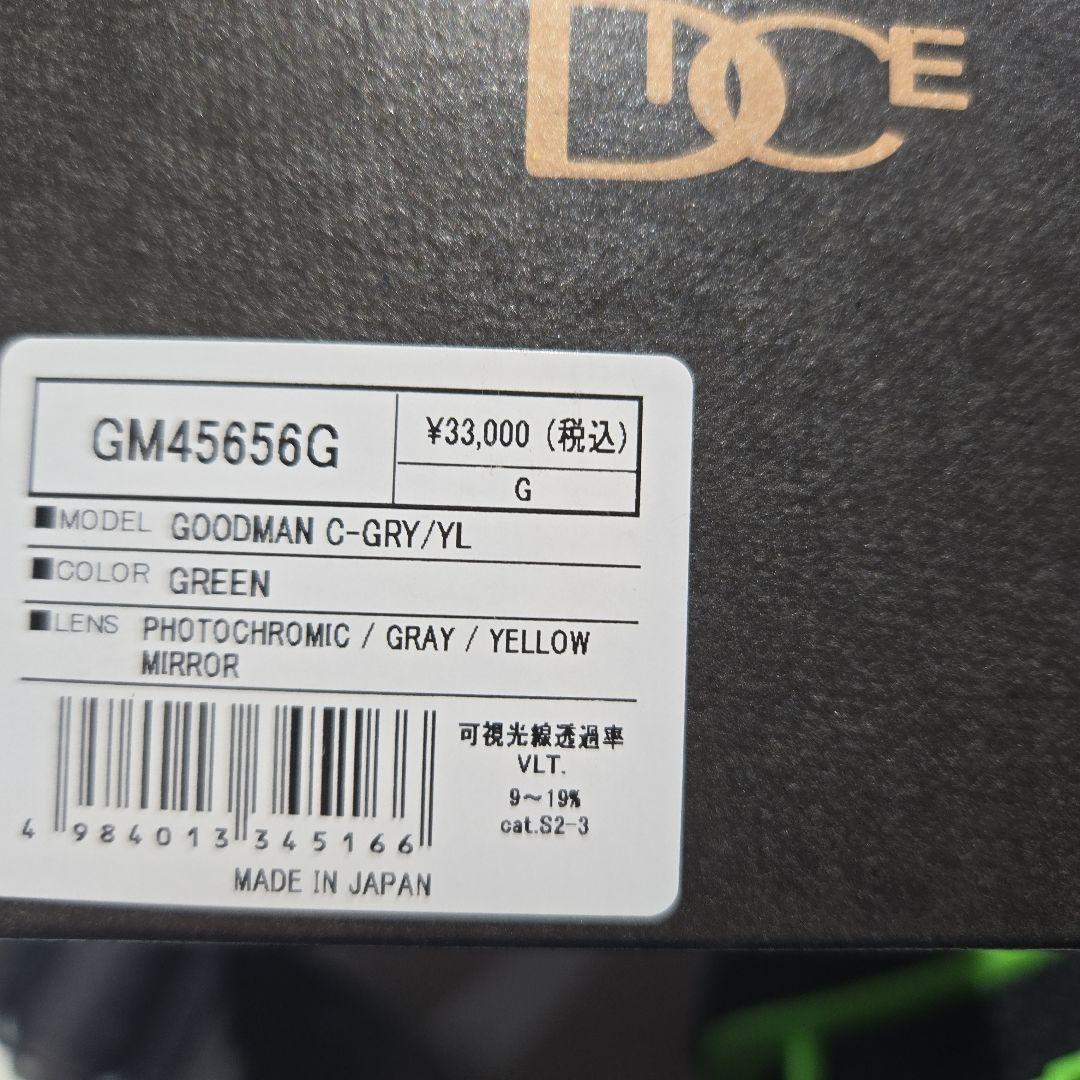 DICE
GM45656G
¥33,000 (税込)
G
■MODEL GOODMAN C-GRY/YL
■COLOR GREEN
■LENS PHOTOCHROMIC / GRAY / YELLOW
MIRROR
可視光線透過率
VLT.
9～19%
cat.S2-3
4 984013 345166
MADE IN JAPAN